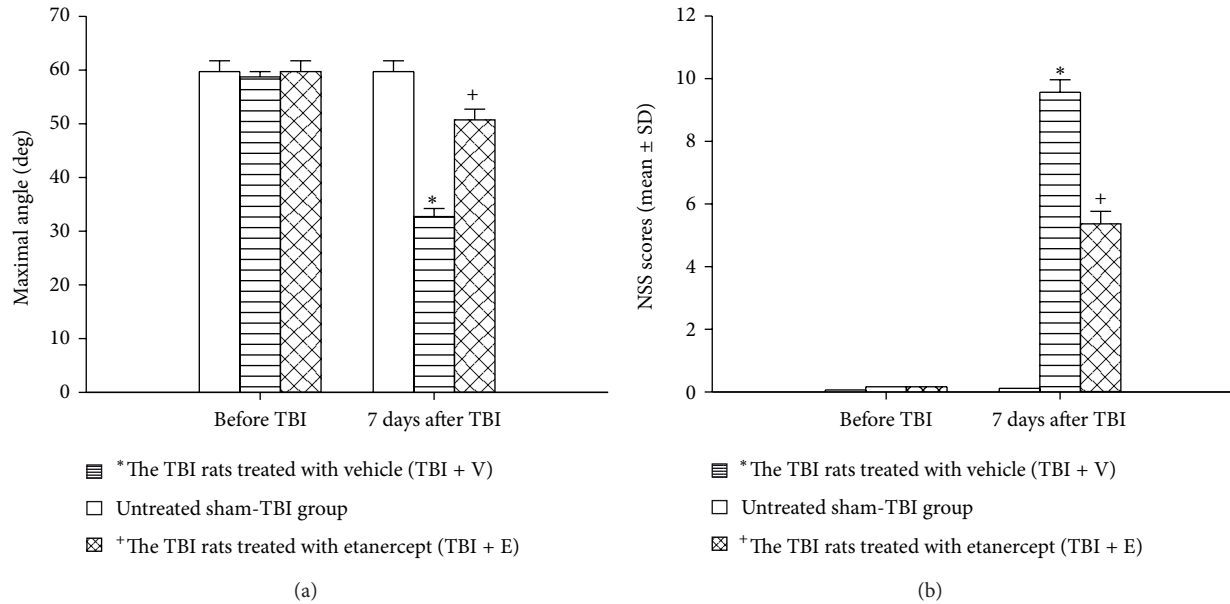 70
60
50
40
30
20
10
0
Maximal angle (deg)
*
+
Before TBI
7 days after TBI
*The TBI rats treated with vehicle (TBI + V)
Untreated sham-TBI group
+The TBI rats treated with etanercept (TBI + E)
(a)
12
10
8
6
4
2
0
NSS scores (mean ± SD)
*
+
Before TBI
7 days after TBI
*The TBI rats treated with vehicle (TBI + V)
Untreated sham-TBI group
+The TBI rats treated with etanercept (TBI + E)
(b)